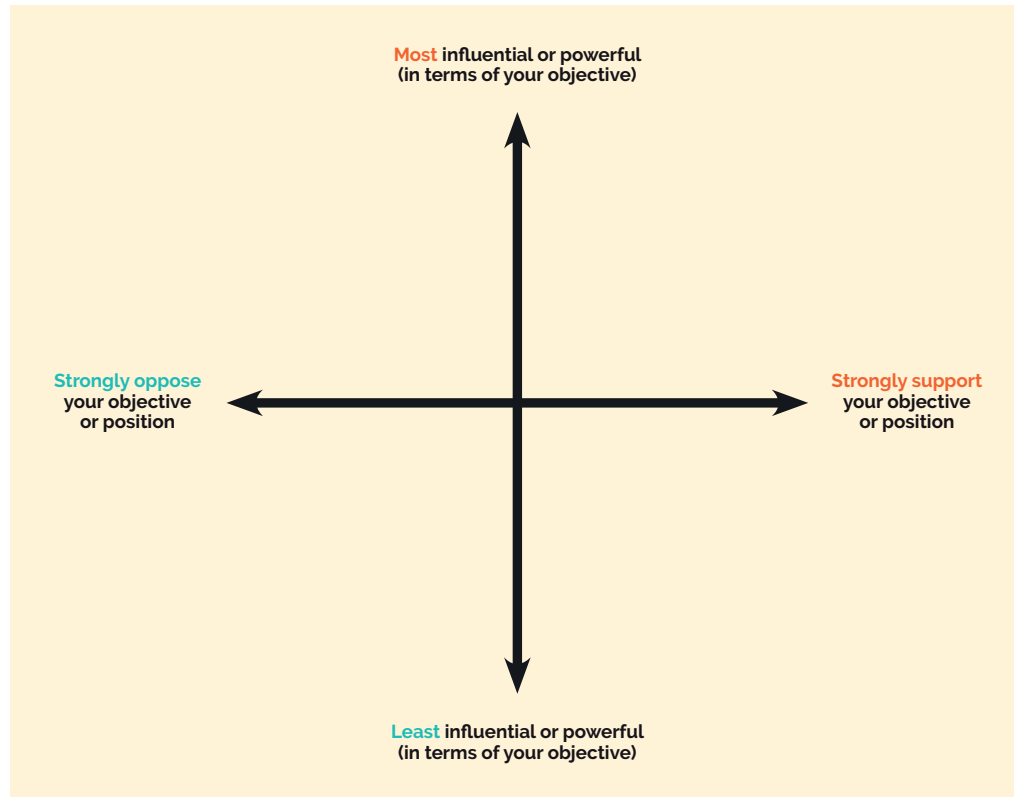 Most influential or powerful
(in terms of your objective)
Strongly oppose
your objective
or position
Strongly support
your objective
or position
Least influential or powerful
(in terms of your objective)